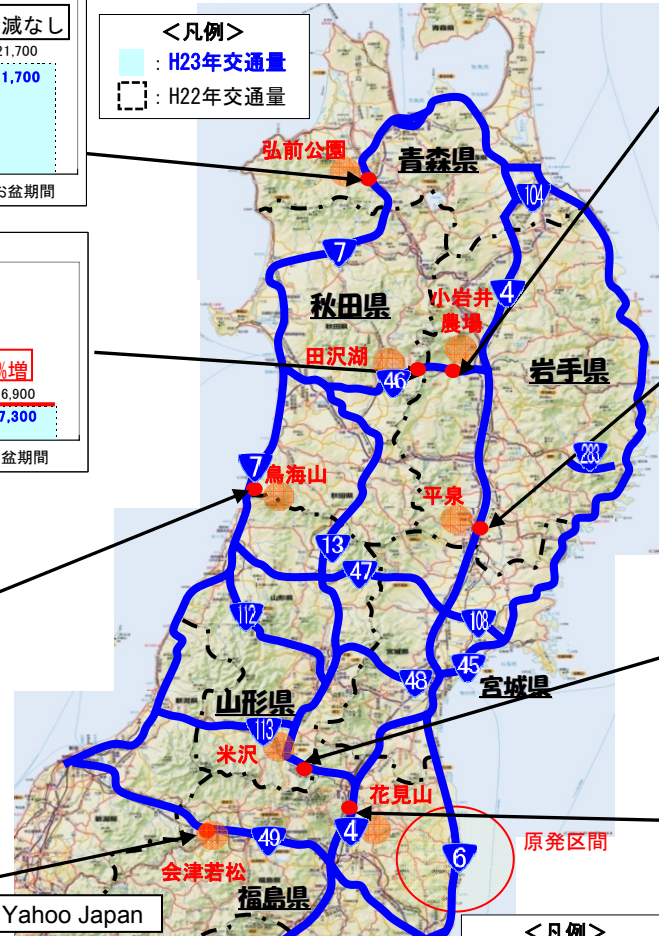 減なし
21,700
1,700
お盆期間
＜凡例＞
：H23年交通量
：H22年交通量
弘前公園
青森県
104
7
4
秋田県
小岩井
農場
田沢湖
46
岩手県
%増
6,900
7,300
盆期間
283
7
鳥海山
平泉
13
47
112
108
45
48
宮城県
山形県
113
米沢
花見山
4
49
会津若松
原発区間
6
福島県
Yahoo Japan
＜凡例＞